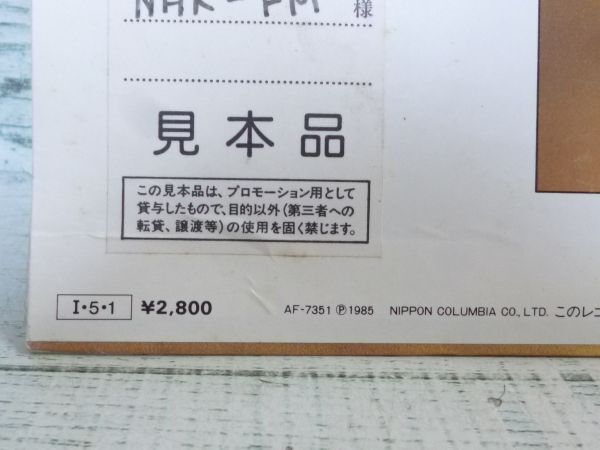 NHK-FM 様
見本品
この見本品は、プロモーション用として
貸与したもので、目的以外(第三者への
転貸、譲渡等)の使用を固く禁じます。
I・5・1 ¥2,800 AF-7351 Ⓟ1985 NIPPON COLUMBIA CO., LTD. このレコ